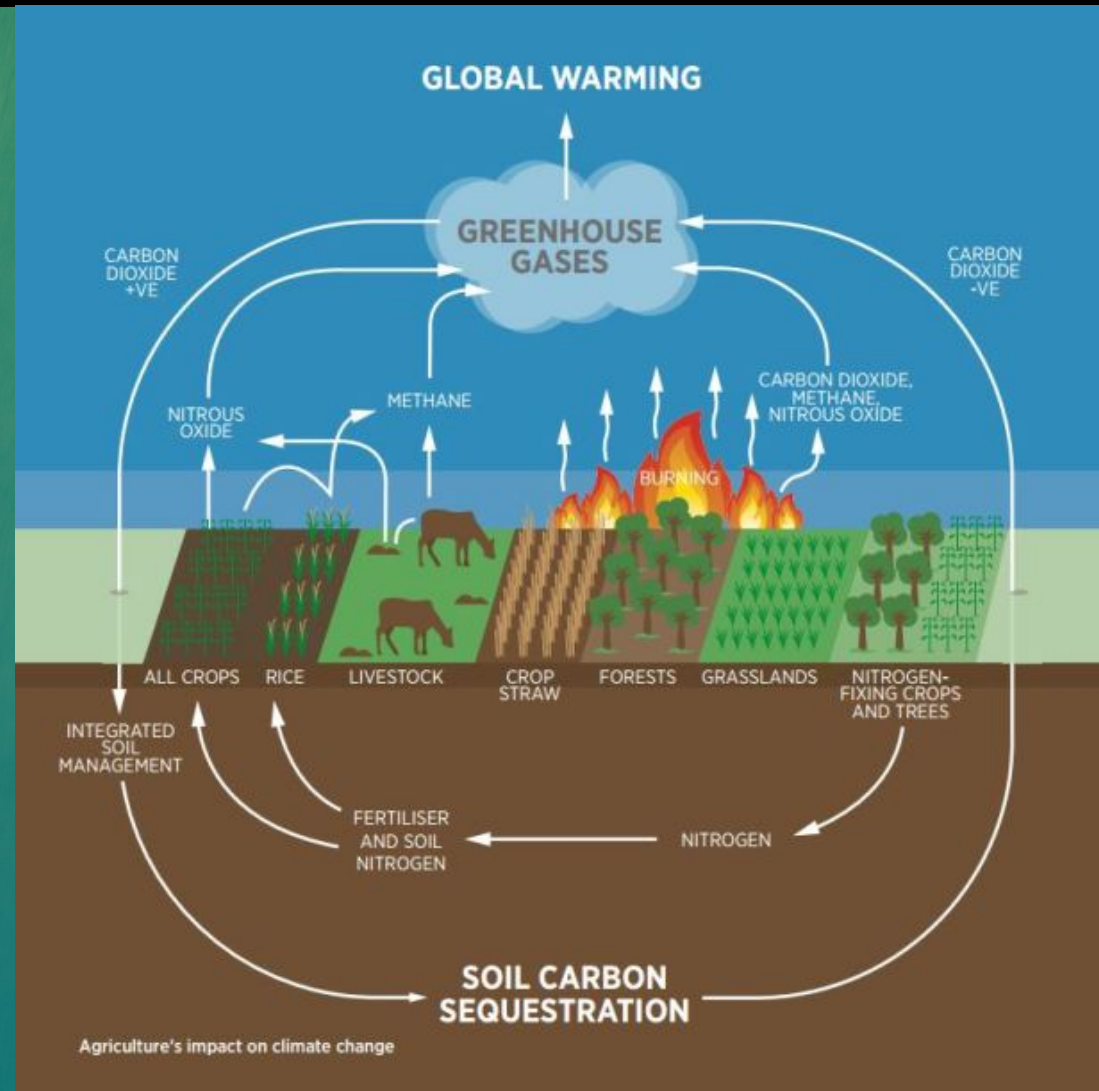 GLOBAL WARMING
GREENHOUSE
GASES
CARBON
DIOXIDE
+VE
CARBON
DIOXIDE
-VE
NITROUS
OXIDE
METHANE
CARBON DIOXIDE,
METHANE,
NITROUS OXIDE
BURNING
ALL CROPS
RICE
LIVESTOCK
CROP
STRAW
FORESTS
GRASSLANDS
NITROGEN-
FIXING CROPS
AND TREES
INTEGRATED
SOIL
MANAGEMENT
FERTILISER
AND SOIL
NITROGEN
NITROGEN
SOIL CARBON
SEQUESTRATION
Agriculture's impact on climate change